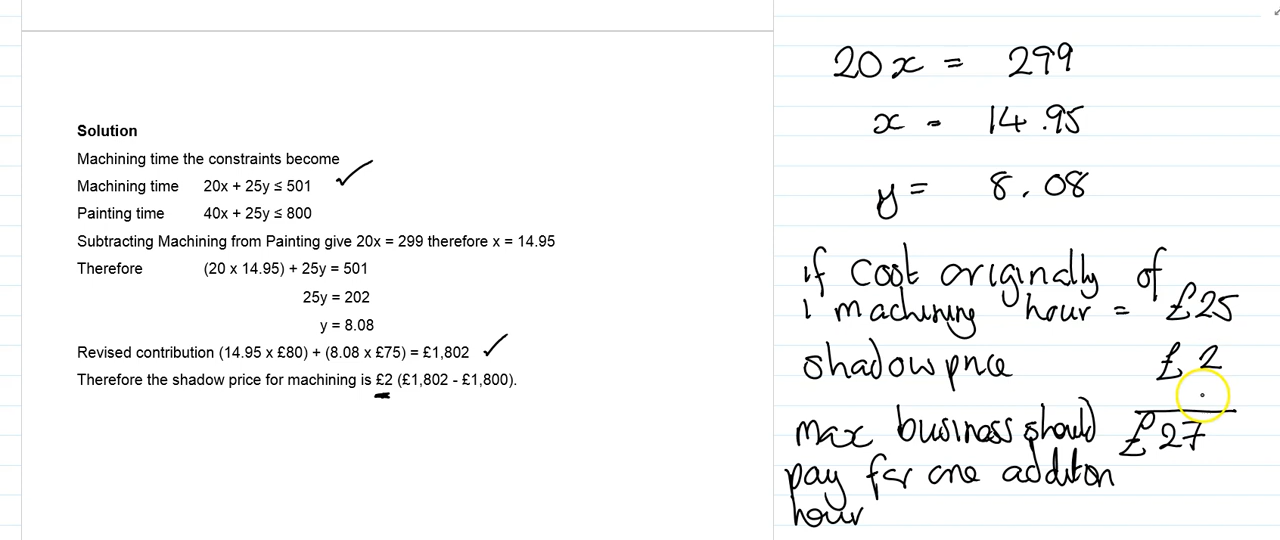 Solution
Machining time the constraints become
Machining time 20x + 25y ≤ 501
Painting time 40x + 25y ≤ 800
Subtracting Machining from Painting give 20x = 299 therefore x = 14.95
Therefore (20 x 14.95) + 25y = 501
25y = 202
y = 8.08
Revised contribution (14.95 x £80) + (8.08 x £75) = £1,802
Therefore the shadow price for machining is £2 (£1,802 - £1,800).
20x = 299
x = 14.95
y = 8.08
if cost originally of
1 machining hour = £25
shadow price £2
max business should £27
pay for one addition
hour